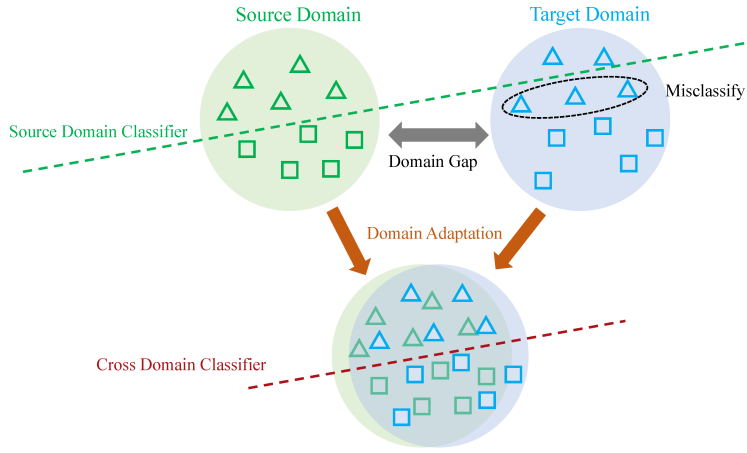 Source Domain
Target Domain
Misclassify
Source Domain Classifier
Domain Gap
Domain Adaptation
Cross Domain Classifier